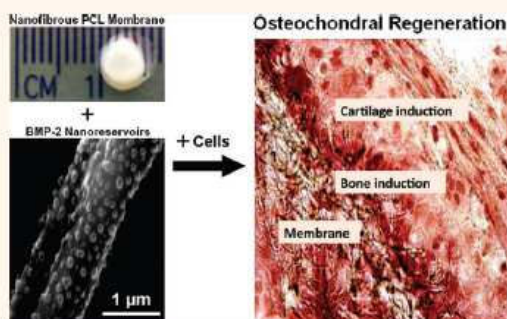 Nanofibrous PCL Membrane
CM 1
+
BMP-2 Nanoreservoirs
1 µm
+ Cells
Osteochondral Regeneration
Cartilage induction
Bone induction
Membrane